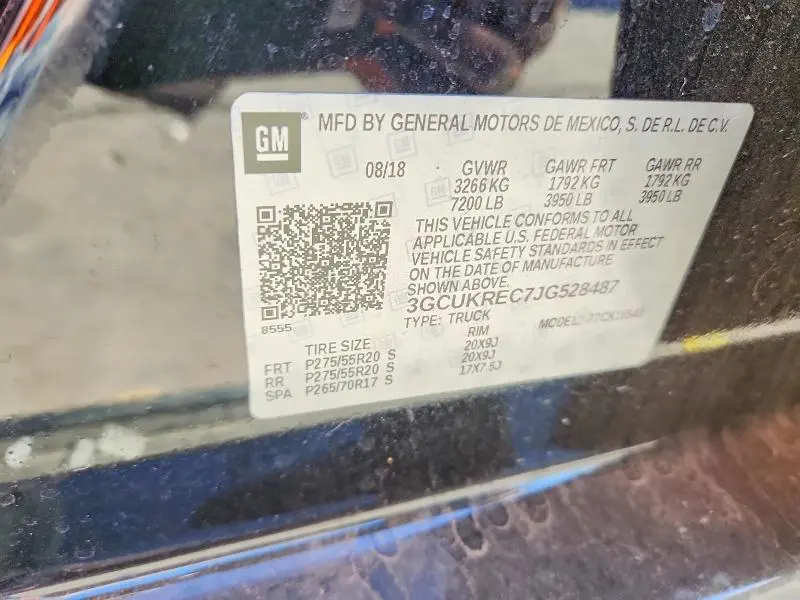 GM ® MFD BY GENERAL MOTORS DE MEXICO, S. DE R.L. DE C.V.
08/18 GVWR GAWR FRT GAWR RR
3266 KG 1792 KG 1792 KG
7200 LB 3950 LB 3950 LB
THIS VEHICLE CONFORMS TO ALL
APPLICABLE U.S. FEDERAL MOTOR
VEHICLE SAFETY STANDARDS IN EFFECT
ON THE DATE OF MANUFACTURE
SHOWN ABOVE.
3GCUKREC7JG528487
8555
TYPE: TRUCK MODEL:
TIRE SIZE RIM
FRT P275/55R20 S 20X9J
RR P275/55R20 S 20X9J
SPA P265/70R17 S 17X7.5J